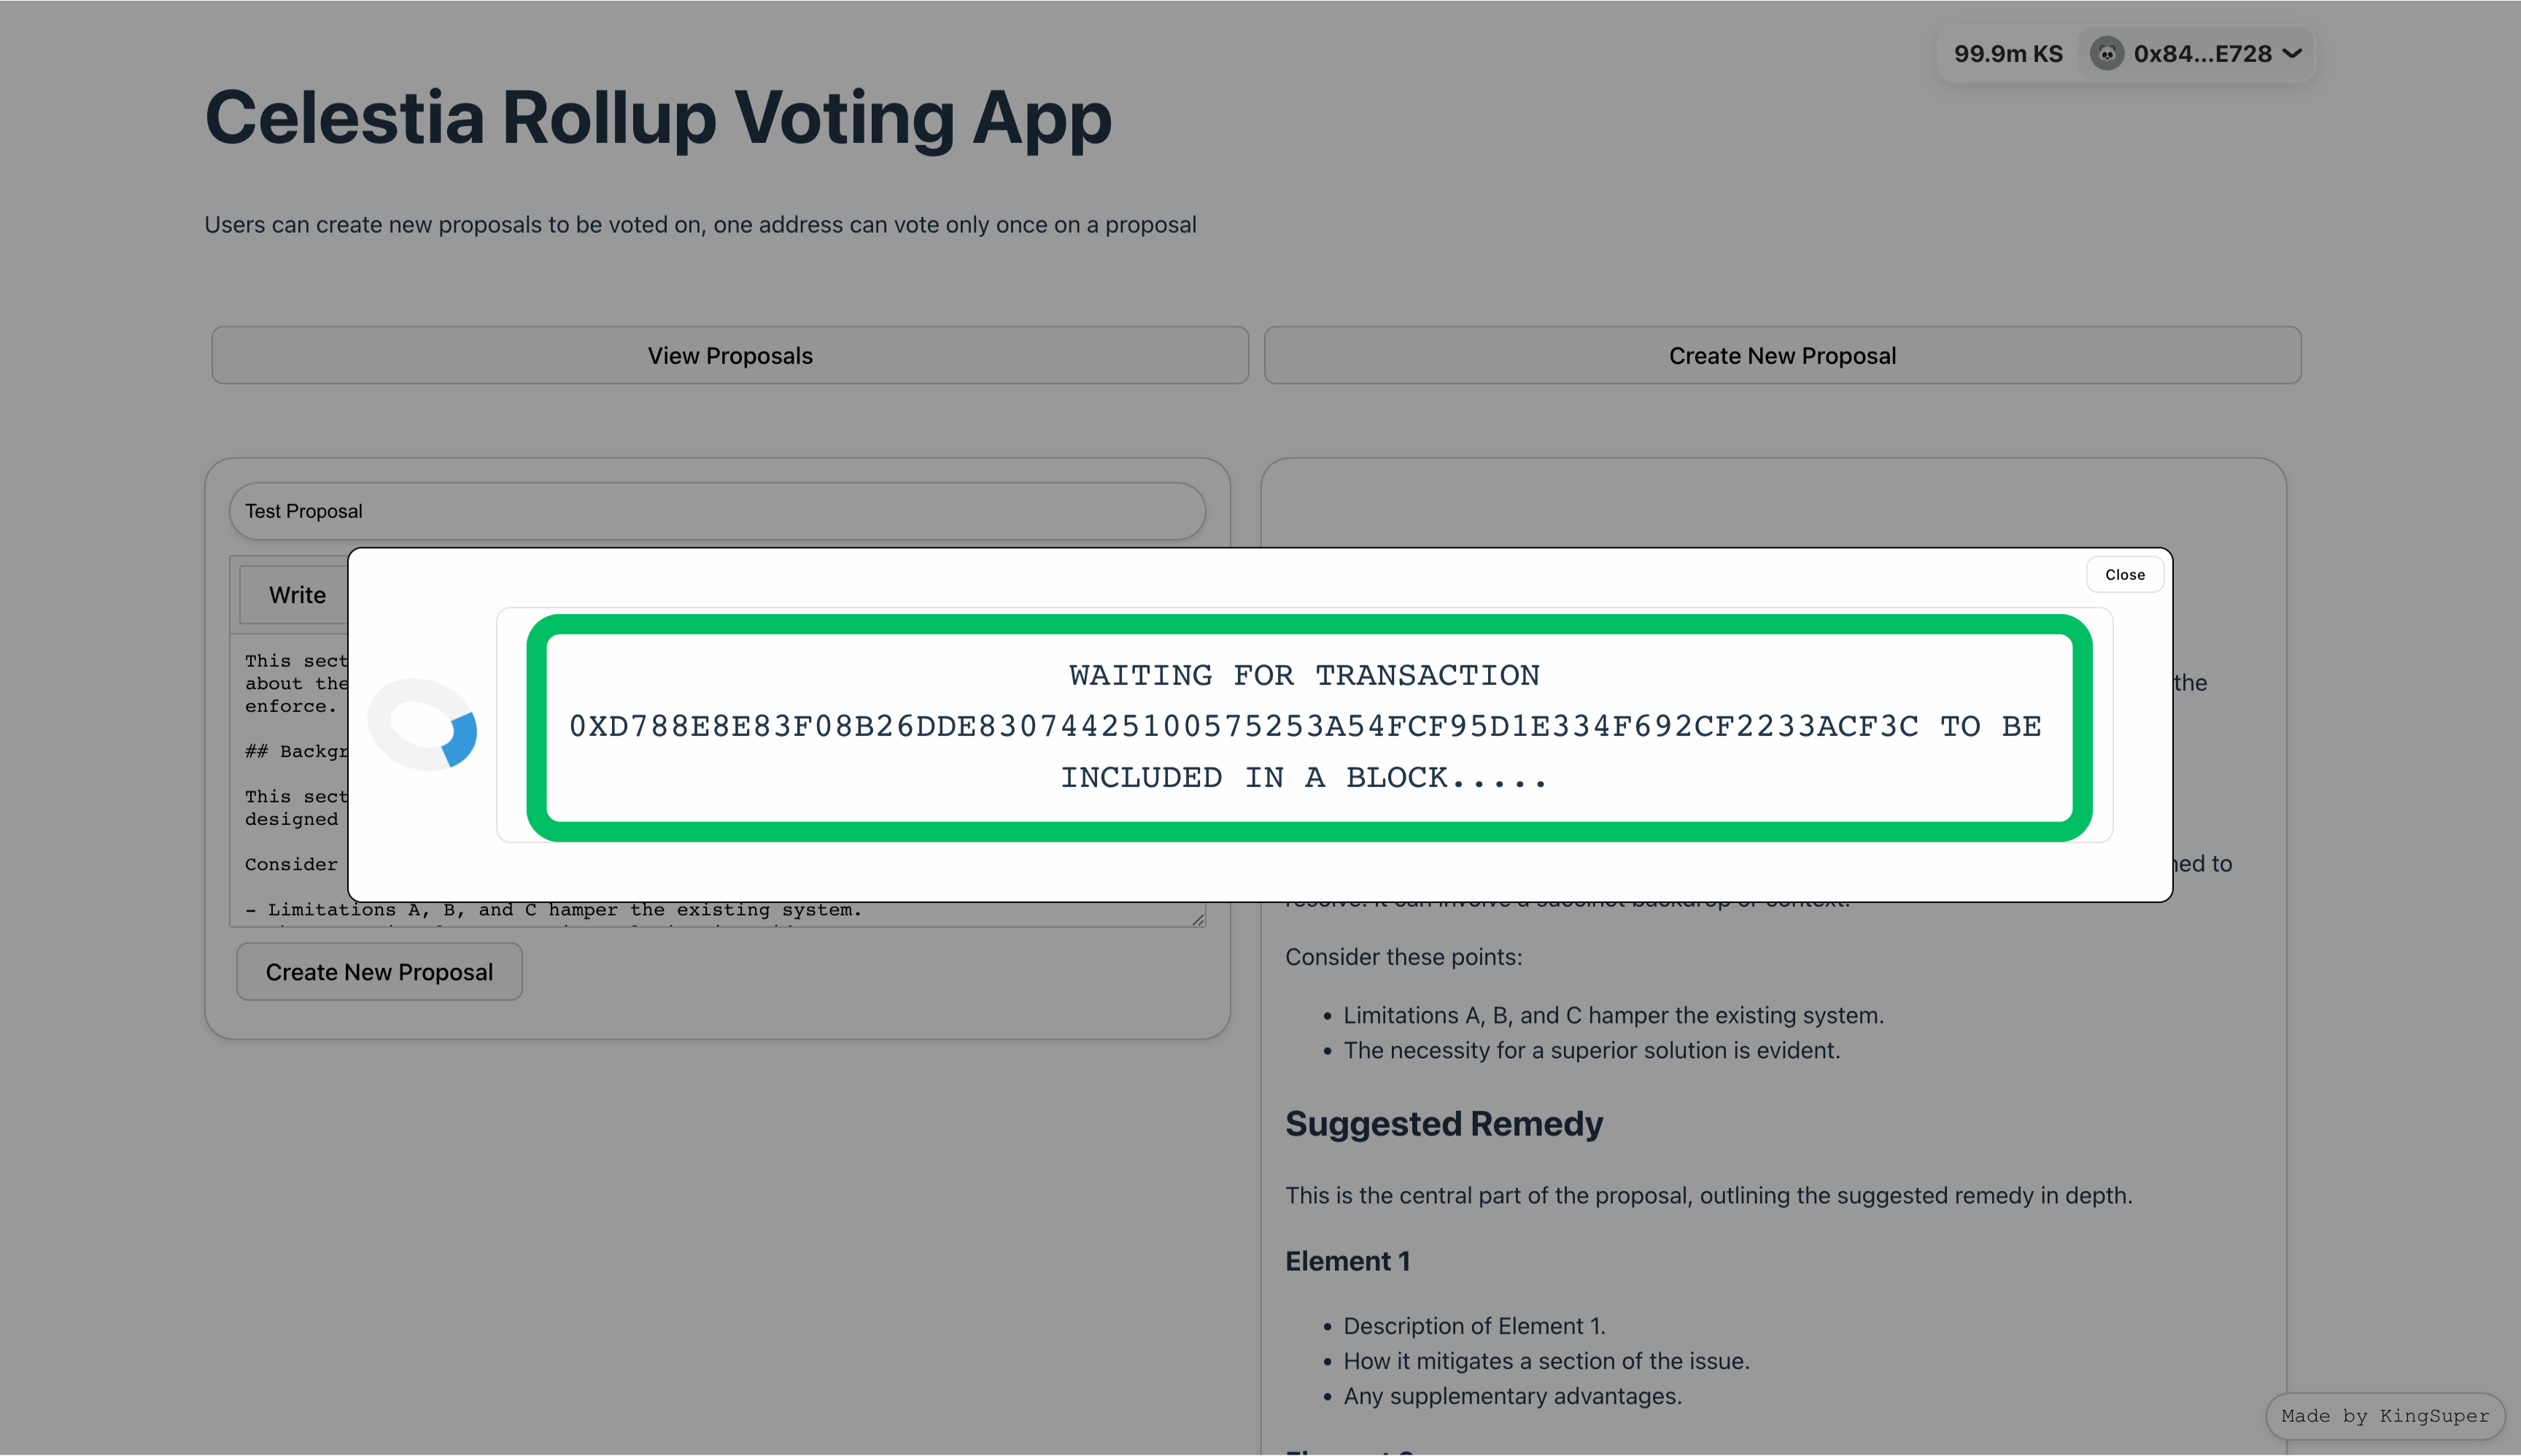 99.9m KS 0x84...E728
Celestia Rollup Voting App
Users can create new proposals to be voted on, one address can vote only once on a proposal
View Proposals
Create New Proposal
Test Proposal
Write
This sect
about the
enforce.
## Backgr
This sect
designed
Consider
- Limitations A, B, and C hamper the existing system.
Create New Proposal
Close
WAITING FOR TRANSACTION
0XD788E8E83F08B26DDE83074425100575253A54FCF95D1E334F692CF2233ACF3C TO BE
INCLUDED IN A BLOCK.....
the
ned to
Consider these points:
• Limitations A, B, and C hamper the existing system.
• The necessity for a superior solution is evident.
Suggested Remedy
This is the central part of the proposal, outlining the suggested remedy in depth.
Element 1
• Description of Element 1.
• How it mitigates a section of the issue.
• Any supplementary advantages.
Made by KingSuper